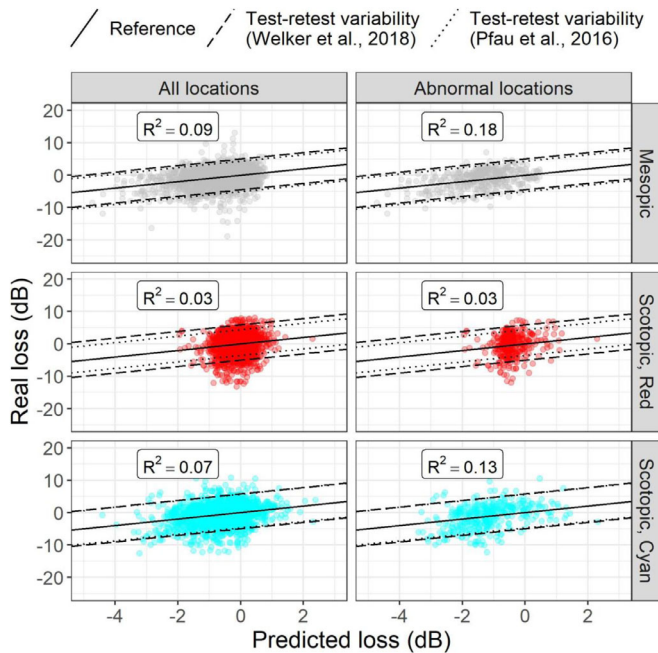 Reference
Test-retest variability
(Welker et al., 2018)
Test-retest variability
(Pfau et al., 2016)
All locations
Abnormal locations
20
10
0
-10
-20
R² = 0.09
R² = 0.18
Mesopic
20
10
0
-10
-20
R² = 0.03
R² = 0.03
Scotopic, Red
20
10
0
-10
-20
R² = 0.07
R² = 0.13
Scotopic, Cyan
Real loss (dB)
-4
-2
0
2
-4
-2
0
2
Predicted loss (dB)